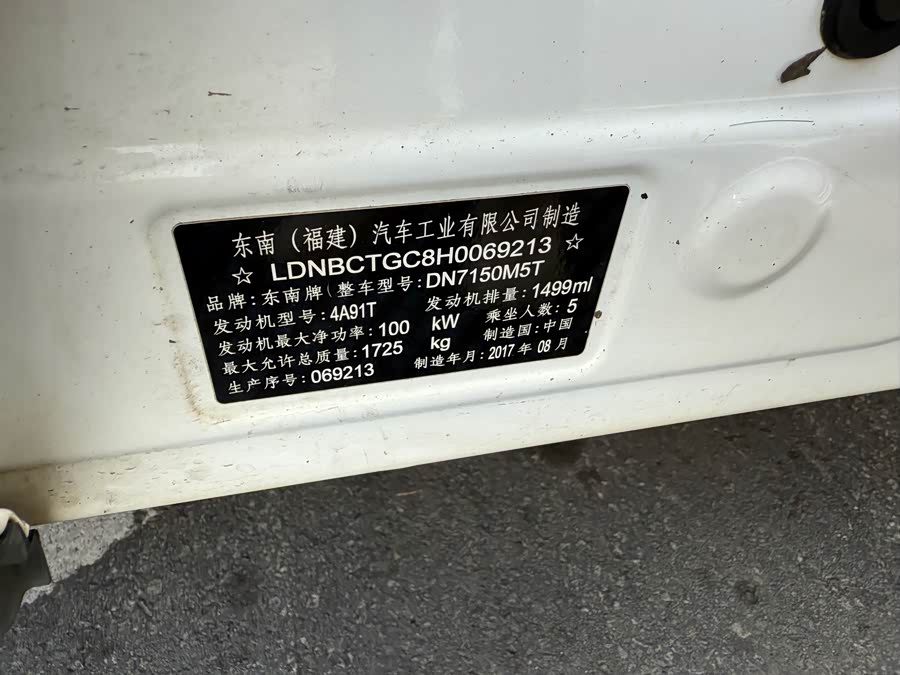 东南（福建）汽车工业有限公司制造
☆ LDNBCTGC8H0069213 ☆
品牌：东南牌 整车型号：DN7150M5T
发动机型号：4A91T 发动机排量：1499ml
发动机最大净功率：100 kW 乘坐人数：5
最大允许总质量：1725 kg 制造国：中国
生产序号：069213 制造年月：2017 年 08 月